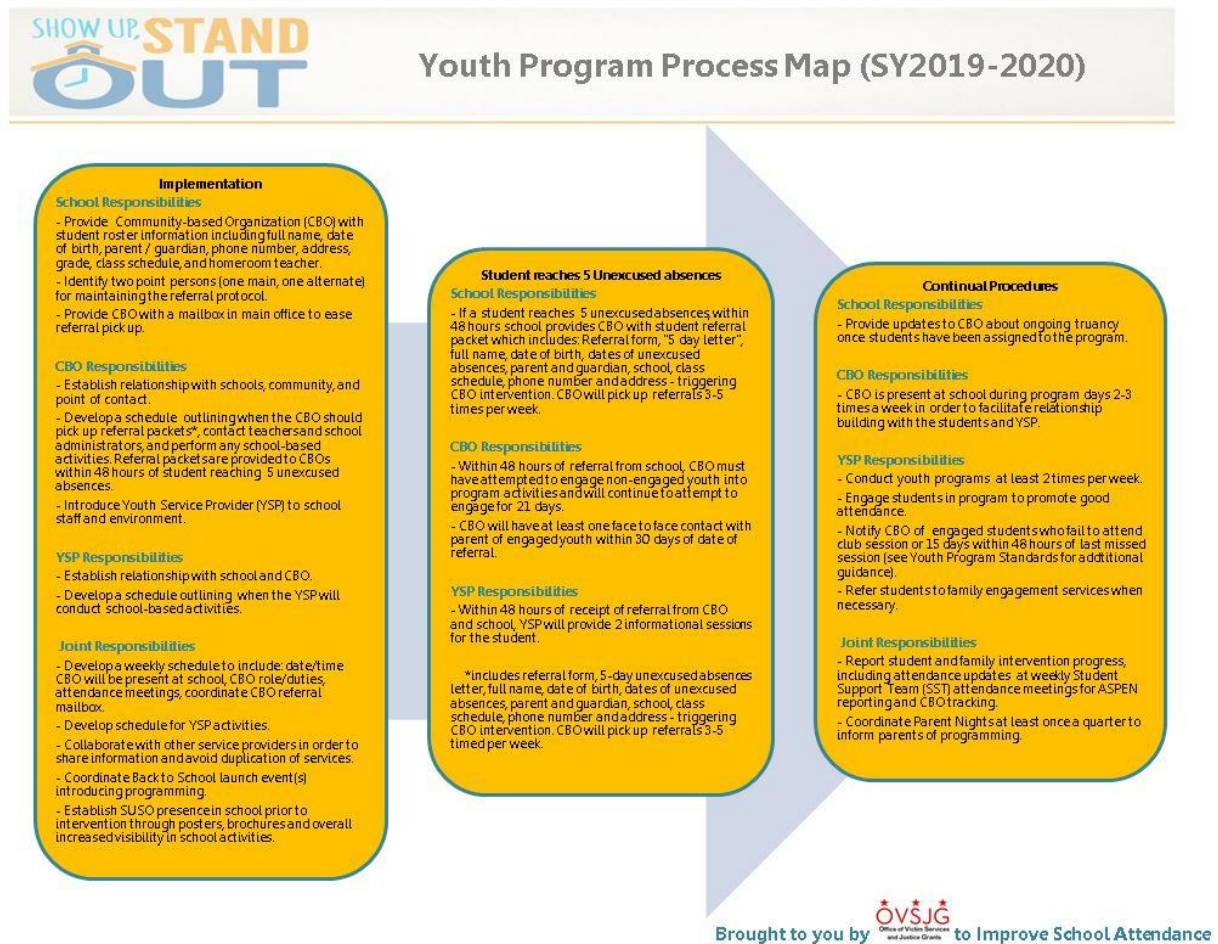 SHOW UP, STAND
OUT
Youth Program Process Map (SY2019-2020)
Implementation
School Responsibilities
- Provide Community-based Organization (CBO) with
student roster information including full name, date
of birth, parent / guardian, phone number, address,
grade, class schedule, and homeroom teacher.
- Identify two point persons (one main, one alternate)
for maintaining the referral protocol.
- Provide CBO with a mailbox in main office to ease
referral pick up.
CBO Responsibilities
- Establish relationship with schools, community, and
point of contact.
- Develop a schedule outlining when the CBO should
pick up referral packets*, contact teachers and school
administrators, and perform any school-based
activities. Referral packets are provided to CBOs
within 48 hours of student reaching 5 unexcused
absences.
- Introduce Youth Service Provider (YSP) to school
staff and environment.
YSP Responsibilities
- Establish relationship with school and CBO.
- Develop a schedule outlining when the YSP will
conduct school-based activities.
Joint Responsibilities
- Develop a weekly schedule to include: date/time
CBO will be present at school, CBO role/duties,
attendance meetings, coordinate CBO referral
mailbox.
- Develop schedule for YSP activities.
- Collaborate with other service providers in order to
share information and avoid duplication of services.
- Coordinate Back to School launch event(s)
introducing programming.
- Establish SUSO presence in school prior to
intervention through posters, brochures and overall
increased visibility in school activities.
Student reaches 5 Unexcused absences
School Responsibilities
- If a student reaches 5 unexcused absences, within
48 hours school provides CBO with student referral
packet which includes: Referral form, "5 day letter",
full name, date of birth, dates of unexcused
absences, parent and guardian, school, class
schedule, phone number and address - triggering
CBO intervention. CBO will pick up referrals 3-5
times per week.
CBO Responsibilities
- Within 48 hours of referral from school, CBO must
have attempted to engage non-engaged youth into
program activities and will continue to attempt to
engage for 21 days.
- CBO will have at least one face to face contact with
parent of engaged youth within 30 days of date of
referral.
YSP Responsibilities
- Within 48 hours of receipt of referral from CBO
and school, YSP will provide 2 informational sessions
for the student.
*includes referral form, 5-day unexcused absences
letter, full name, date of birth, dates of unexcused
absences, parent and guardian, school, class
schedule, phone number and address - triggering
CBO intervention. CBO will pick up referrals 3-5
timed per week.
Continual Procedures
School Responsibilities
- Provide updates to CBO about ongoing truancy
once students have been assigned to the program.
CBO Responsibilities
- CBO is present at school during program days 2-3
times a week in order to facilitate relationship
building with the students and YSP.
YSP Responsibilities
- Conduct youth programs at least 2 times per week.
- Engage students in program to promote good
attendance.
- Notify CBO of engaged students who fail to attend
club session or 15 days within 48 hours of last missed
session (see Youth Program Standards for addtitional
guidance).
- Refer students to family engagement services when
necessary.
Joint Responsibilities
- Report student and family intervention progress,
including attendance updates at weekly Student
Support Team (SST) attendance meetings for ASPEN
reporting and CBO tracking.
- Coordinate Parent Nights at least once a quarter to
inform parents of programming.
Brought to you by OVSJG to Improve School Attendance
Office of Victim Services
and Justice Grants